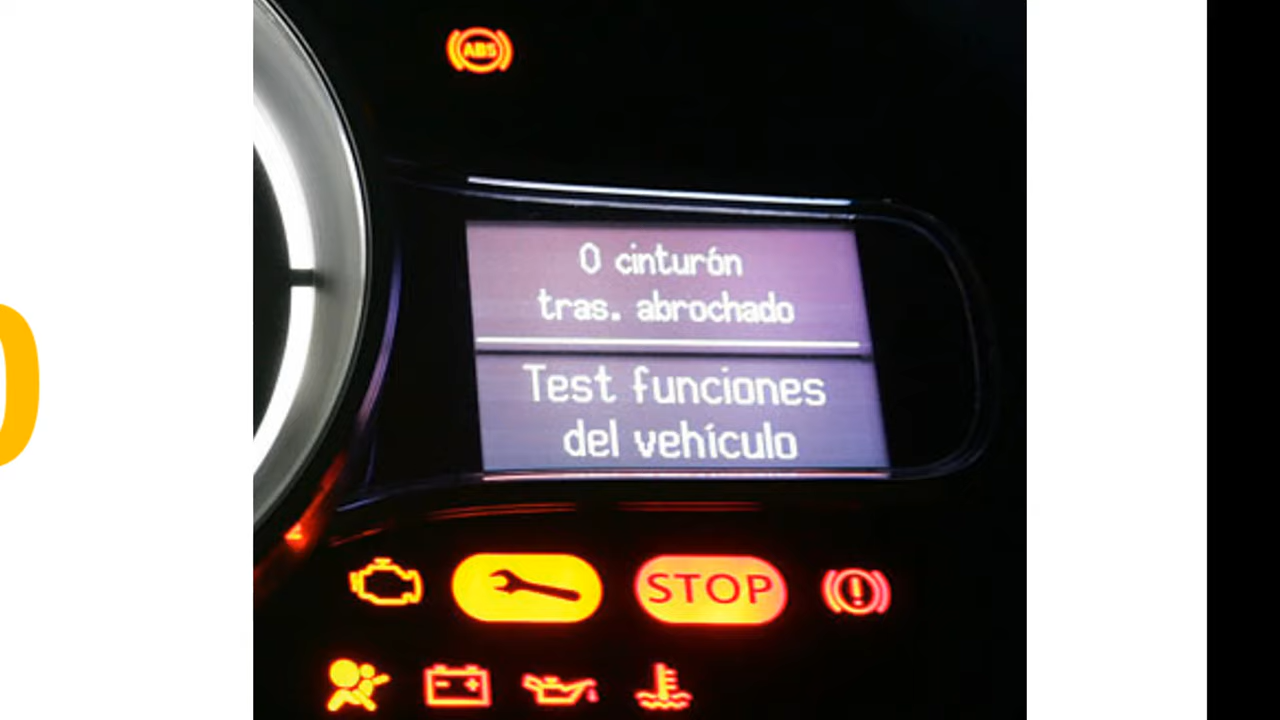 ABS
0 cinturón
tras. abrochado
Test funciones
del vehículo
STOP